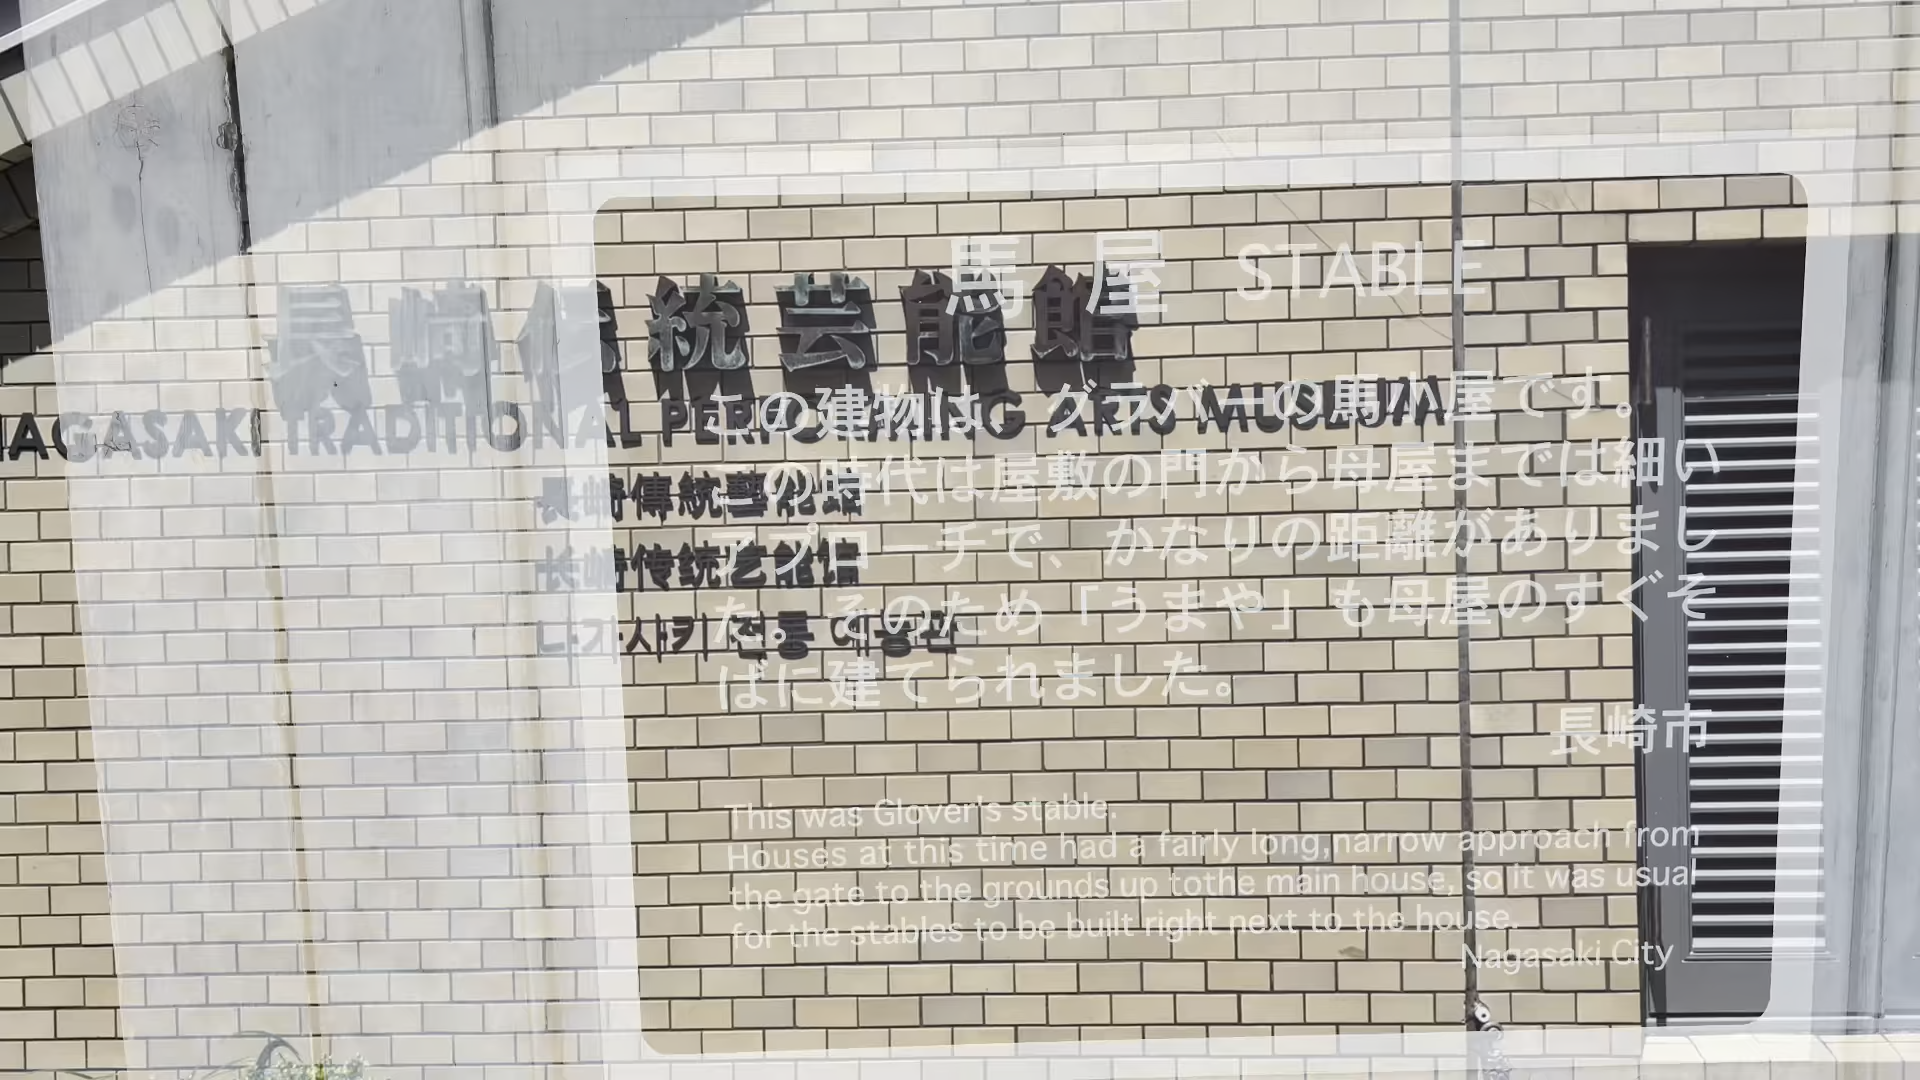 長崎伝統芸能館
NAGASAKI TRADITIONAL PERFORMING ARTS MUSEUM
長崎傳統藝能館
长崎传统艺能馆
나가사키 전통 예능관
馬屋 STABLE
この建物は、グラバーの馬小屋です。
この時代は屋敷の門から母屋までは細い
アプローチで、かなりの距離がありまし
た。そのため「うまや」も母屋のすぐそ
ばに建てられました。
長崎市
This was Glover's stable.
Houses at this time had a fairly long,narrow approach from
the gate to the grounds up tothe main house, so it was usual
for the stables to be built right next to the house.
Nagasaki City